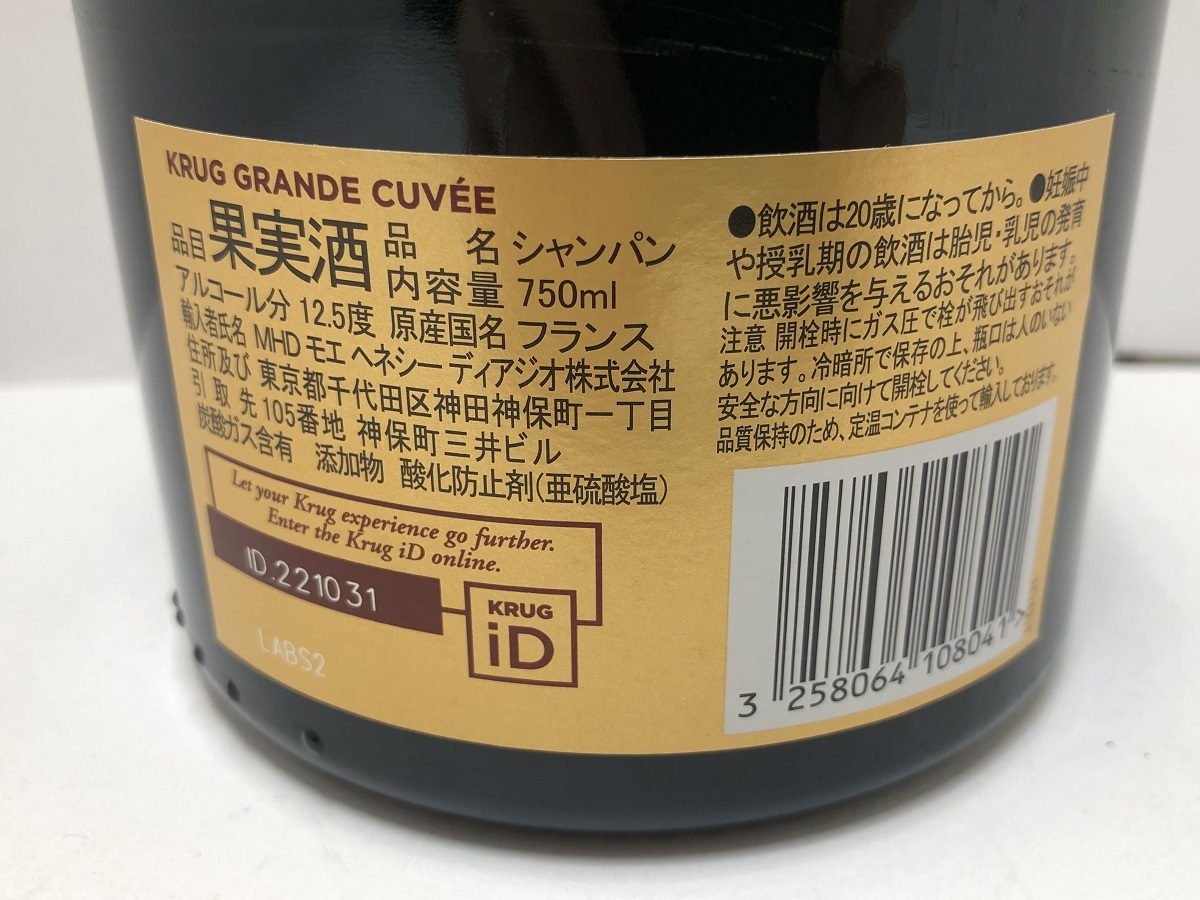 KRUG GRANDE CUVÉE
品目 果実酒 品 名 シャンパン
内容量 750ml
アルコール分 12.5度 原産国名 フランス
輸入者氏名 MHD モエ ヘネシー ディアジオ株式会社
住所及び 東京都千代田区神田神保町一丁目
引取先 105番地 神保町三井ビル
炭酸ガス含有 添加物 酸化防止剤(亜硫酸塩)
Let your Krug experience go further.
Enter the Krug iD online.
ID.221031
KRUG
iD
LABS2
●飲酒は20歳になってから。●妊娠中
や授乳期の飲酒は胎児・乳児の発育
に悪影響を与えるおそれがあります。
注意 開栓時にガス圧で栓が飛び出すおそれが
あります。冷暗所で保存の上、瓶口は人のいない
安全な方向に向けて開栓してください。
品質保持のため、定温コンテナを使って輸入しております。
3 258064 108041 >